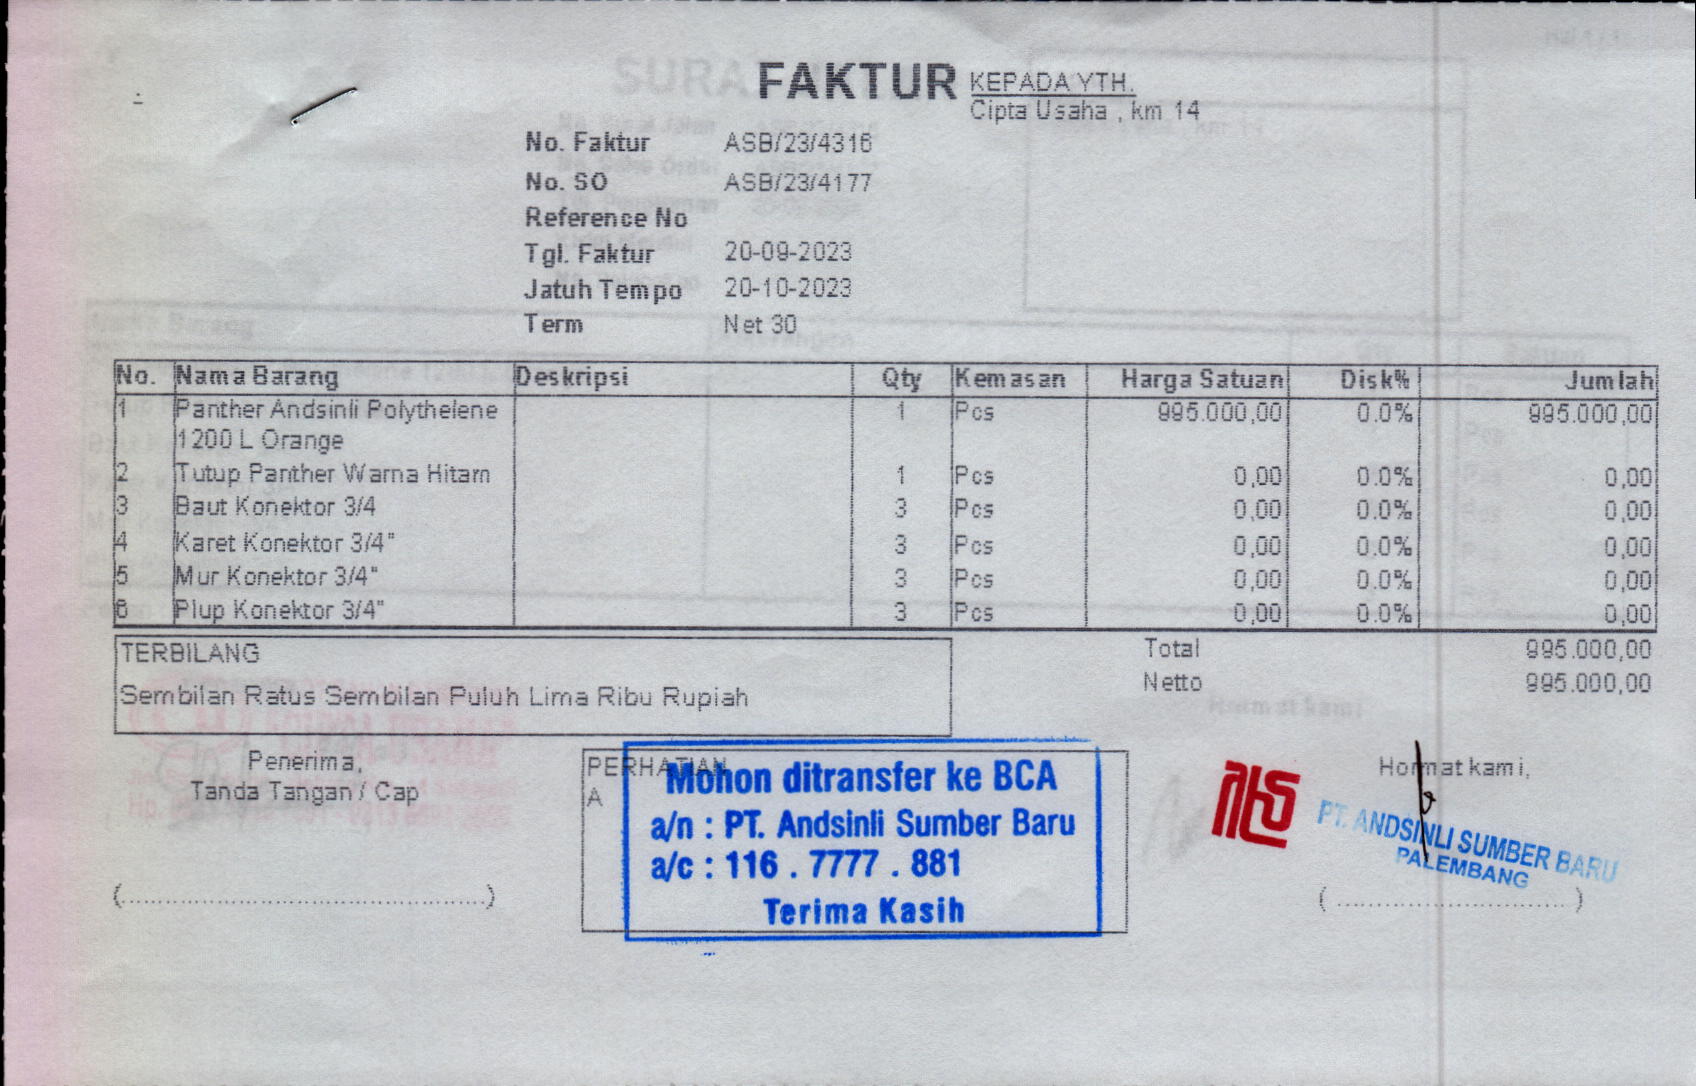 FAKTUR
KEPADA YTH.
Cipta Usaha , km 14
No. Faktur ASB/23/4316
No. SO ASB/23/4177
Reference No
Tgl. Faktur 20-09-2023
Jatuh Tempo 20-10-2023
Term Net 30
No. Nama Barang Deskripsi Qty Kemasan Harga Satuan Disk% Jumlah
1 Panther Andsinli Polythelene 1 Pcs 995.000,00 0.0% 995.000,00
1200 L Orange
2 Tutup Panther Warna Hitam 1 Pcs 0,00 0.0% 0,00
3 Baut Konektor 3/4 3 Pcs 0,00 0.0% 0,00
4 Karet Konektor 3/4" 3 Pcs 0,00 0.0% 0,00
5 Mur Konektor 3/4" 3 Pcs 0,00 0.0% 0,00
6 Plup Konektor 3/4" 3 Pcs 0,00 0.0% 0,00
TERBILANG
Sembilan Ratus Sembilan Puluh Lima Ribu Rupiah
Total 995.000,00
Netto 995.000,00
Penerima,
Tanda Tangan / Cap
(......................................................)
PERHATIAN
A
Mohon ditransfer ke BCA
a/n : PT. Andsinli Sumber Baru
a/c : 116 . 7777 . 881
Terima Kasih
Hormat kami,
PT. ANDSINLI SUMBER BARU
PALEMBANG
( .................................. )